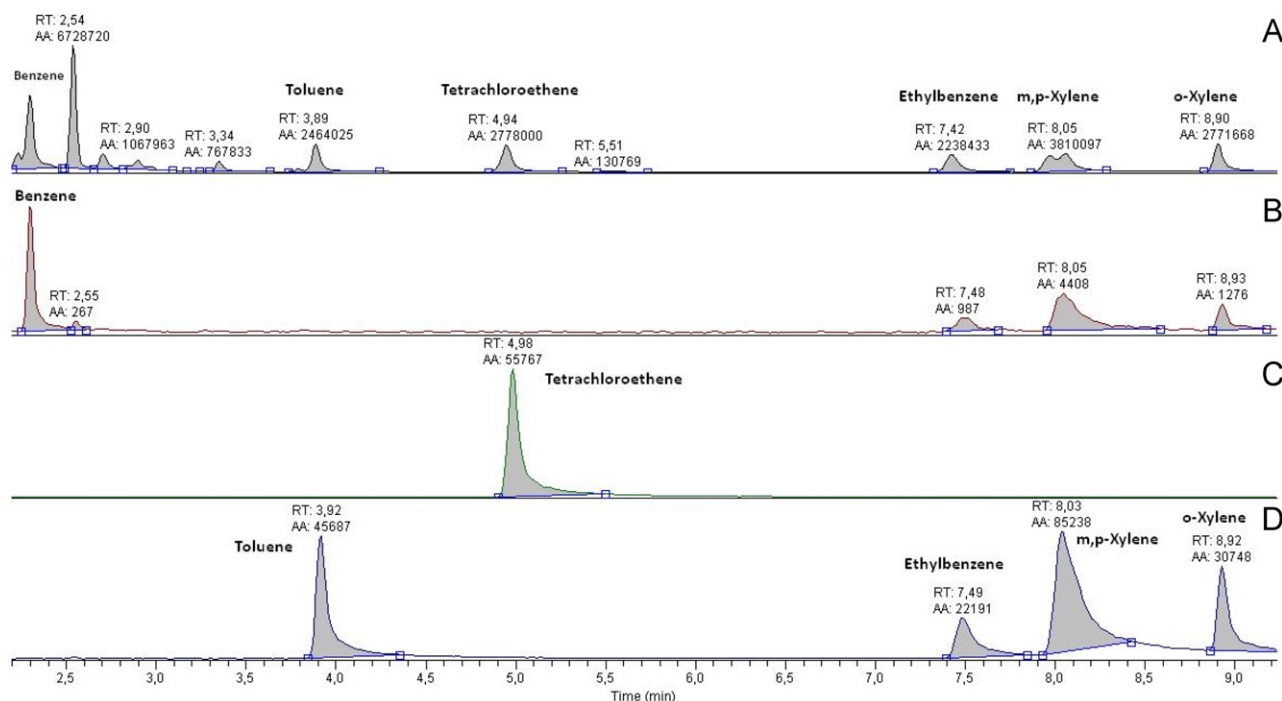 A
RT: 2,54
AA: 6728720
Benzene
RT: 2,90
AA: 1067963
RT: 3,34
AA: 767833
Toluene
RT: 3,89
AA: 2464025
Tetrachloroethene
RT: 4,94
AA: 2778000
RT: 5,51
AA: 130769
Ethylbenzene
RT: 7,42
AA: 2238433
m,p-Xylene
RT: 8,05
AA: 3810097
o-Xylene
RT: 8,90
AA: 2771668
B
Benzene
RT: 2,55
AA: 267
RT: 7,48
AA: 987
RT: 8,05
AA: 4408
RT: 8,93
AA: 1276
C
RT: 4,98
AA: 55767
Tetrachloroethene
D
RT: 3,92
AA: 45687
Toluene
Ethylbenzene
RT: 7,49
AA: 22191
RT: 8,03
AA: 85238
m,p-Xylene
o-Xylene
RT: 8,92
AA: 30748
2,5 3,0 3,5 4,0 4,5 5,0 5,5 6,0 6,5 7,0 7,5 8,0 8,5 9,0
Time (min)